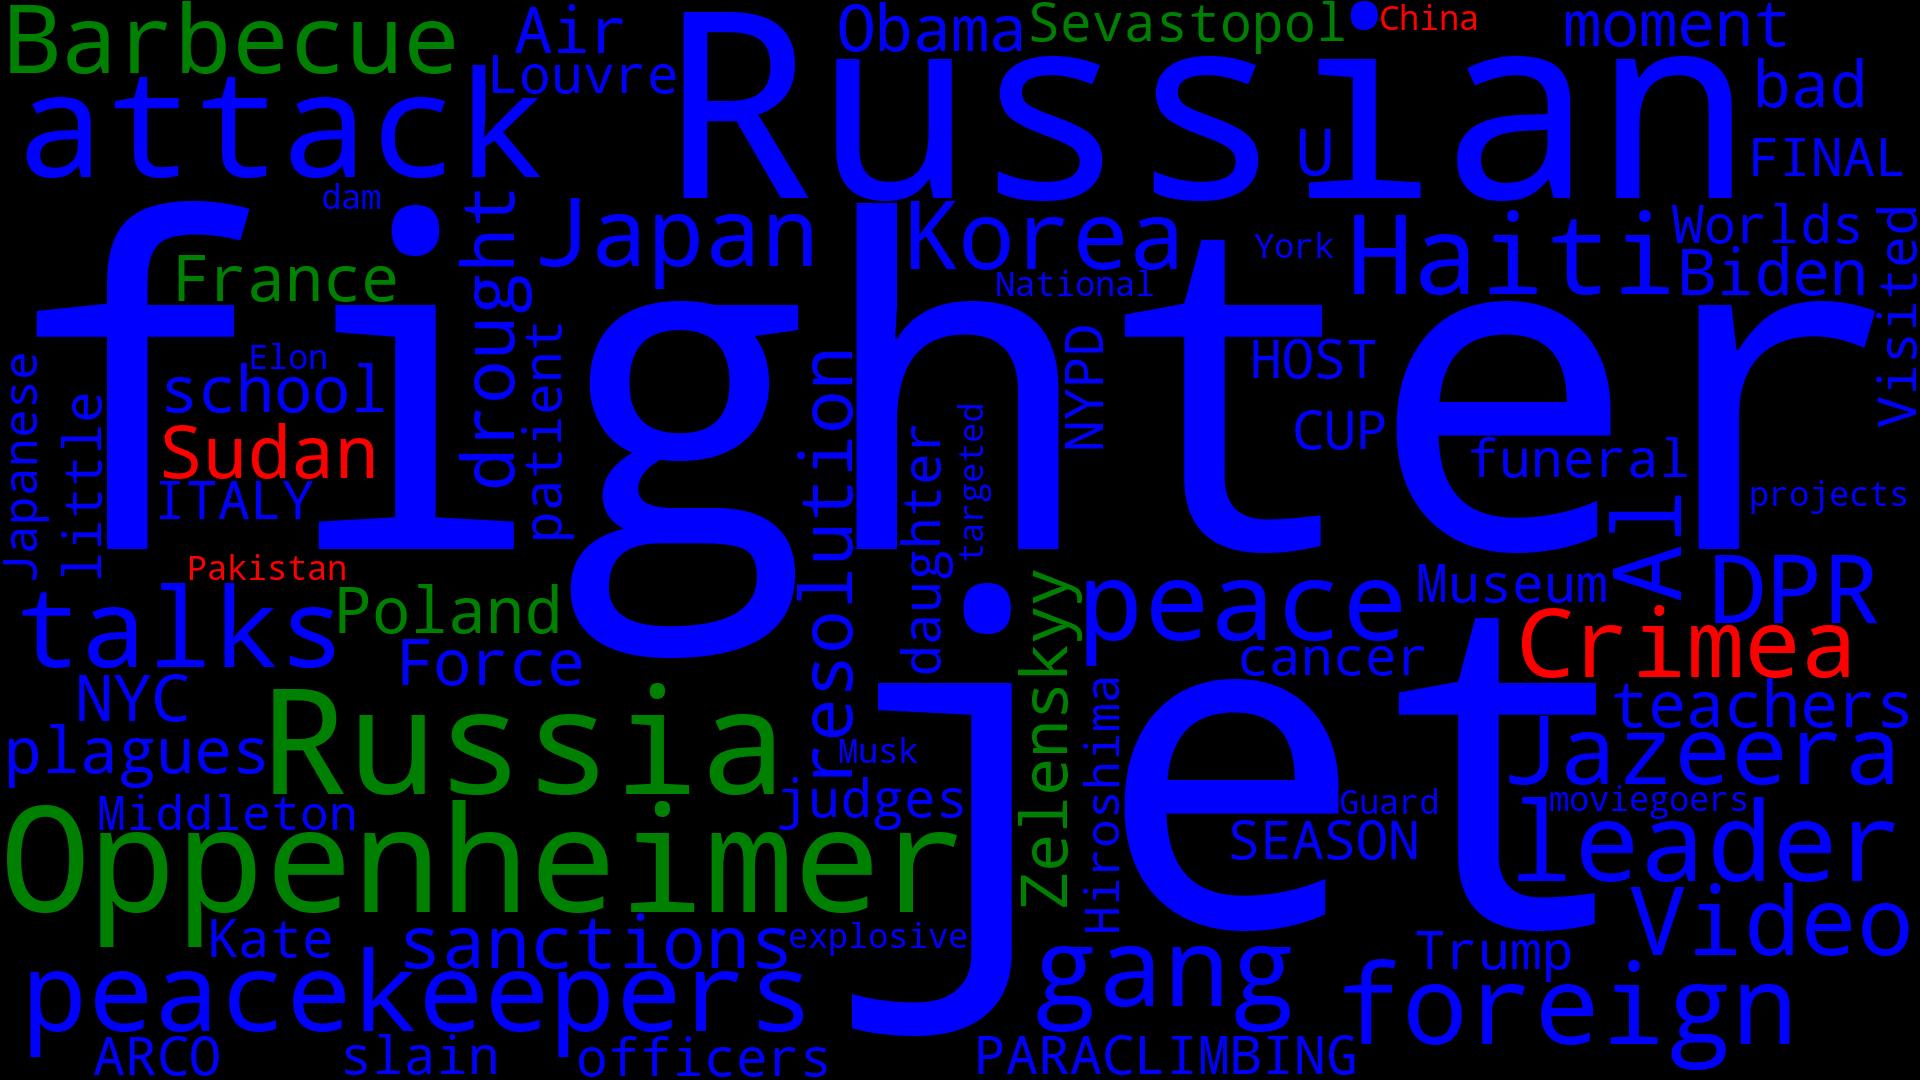 Barbecue
Air
Obama
Sevastopol
China
moment
attack
Louvre
Russian
bad
U
FINAL
dam
drought
Japan
Korea
York
Haiti
Worlds
Biden
Visited
France
National
fighter
Elon
school
Japanese
little
patient
resolution
NYPD
HOST
CUP
Sudan
ITALY
daughter
targeted
funeral
projects
Al
Pakistan
talks
Poland
Force
Zelenskyy
peace
Museum
DPR
cancer
Crimea
NYC
Russia
plagues
jet
Hiroshima
teachers
Jazeera
Musk
judges
Middleton
Oppenheimer
Guard
SEASON
moviegoers
leader
Kate
sanctions
explosive
peacekeepers
gang
Trump
Video
foreign
ARCO
slain
officers
PARACLIMBING